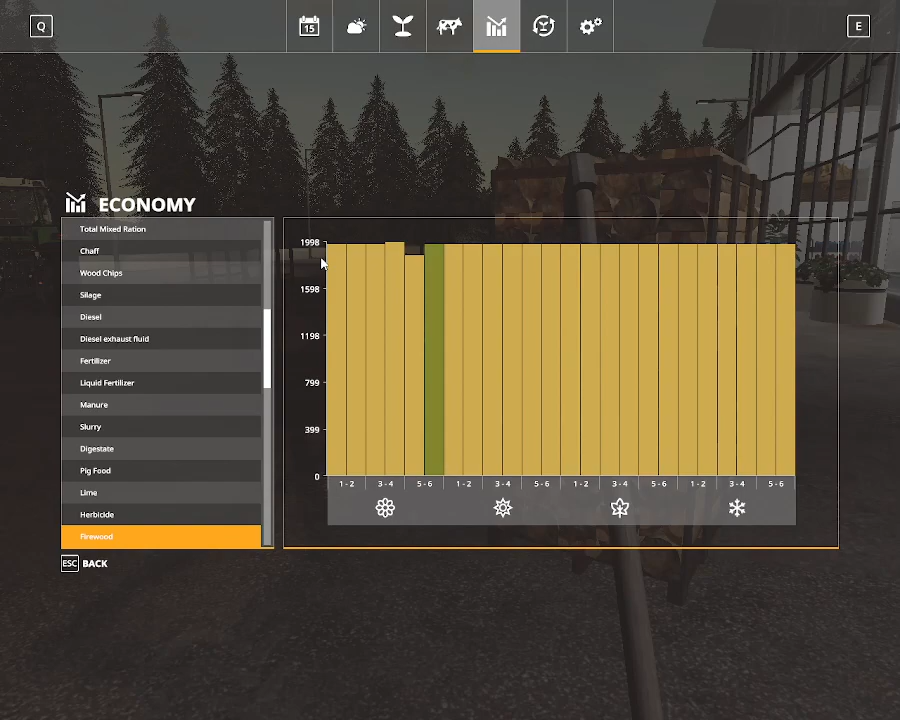 Q
15
E
ECONOMY
Total Mixed Ration
Chaff
Wood Chips
Silage
Diesel
Diesel exhaust fluid
Fertilizer
Liquid Fertilizer
Manure
Slurry
Digestate
Pig Food
Lime
Herbicide
Firewood
1998
1598
1198
799
399
0
1 - 2 3 - 4 5 - 6 1 - 2 3 - 4 5 - 6 1 - 2 3 - 4 5 - 6 1 - 2 3 - 4 5 - 6
ESC BACK